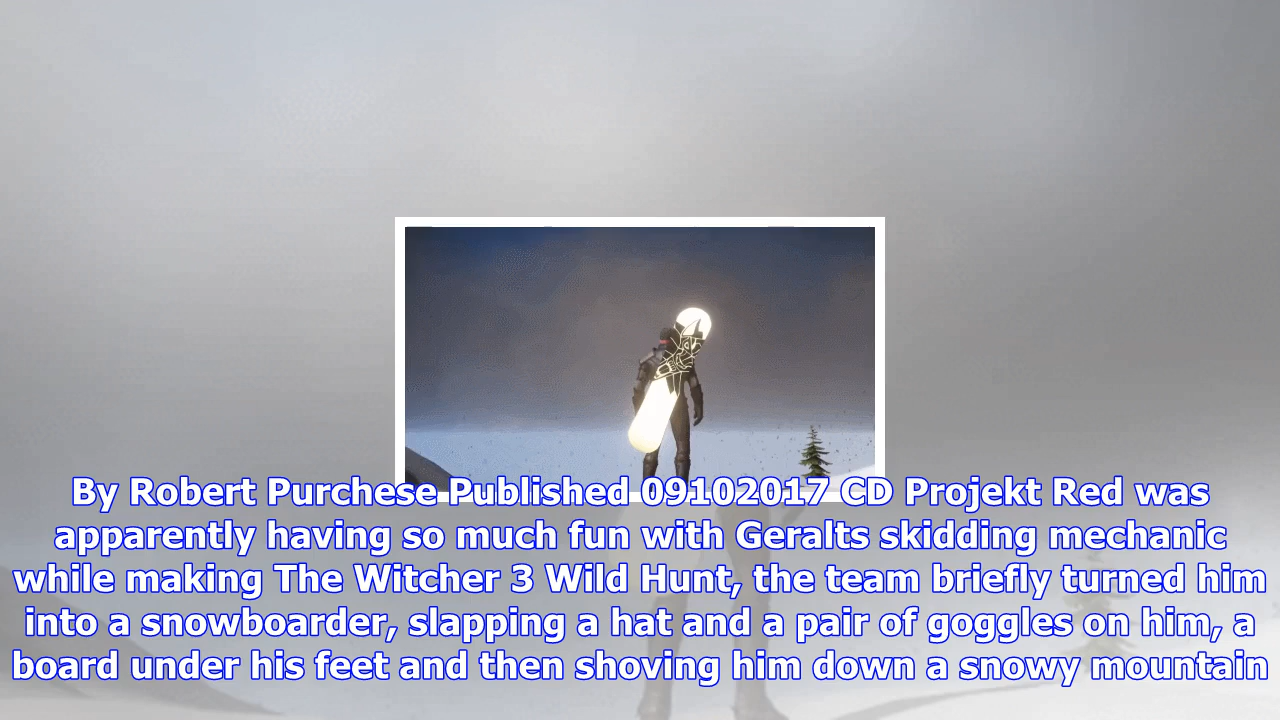 By Robert Purchese Published 09102017 CD Projekt Red was
apparently having so much fun with Geralts skidding mechanic
while making The Witcher 3 Wild Hunt, the team briefly turned him
into a snowboarder, slapping a hat and a pair of goggles on him, a
board under his feet and then shoving him down a snowy mountain